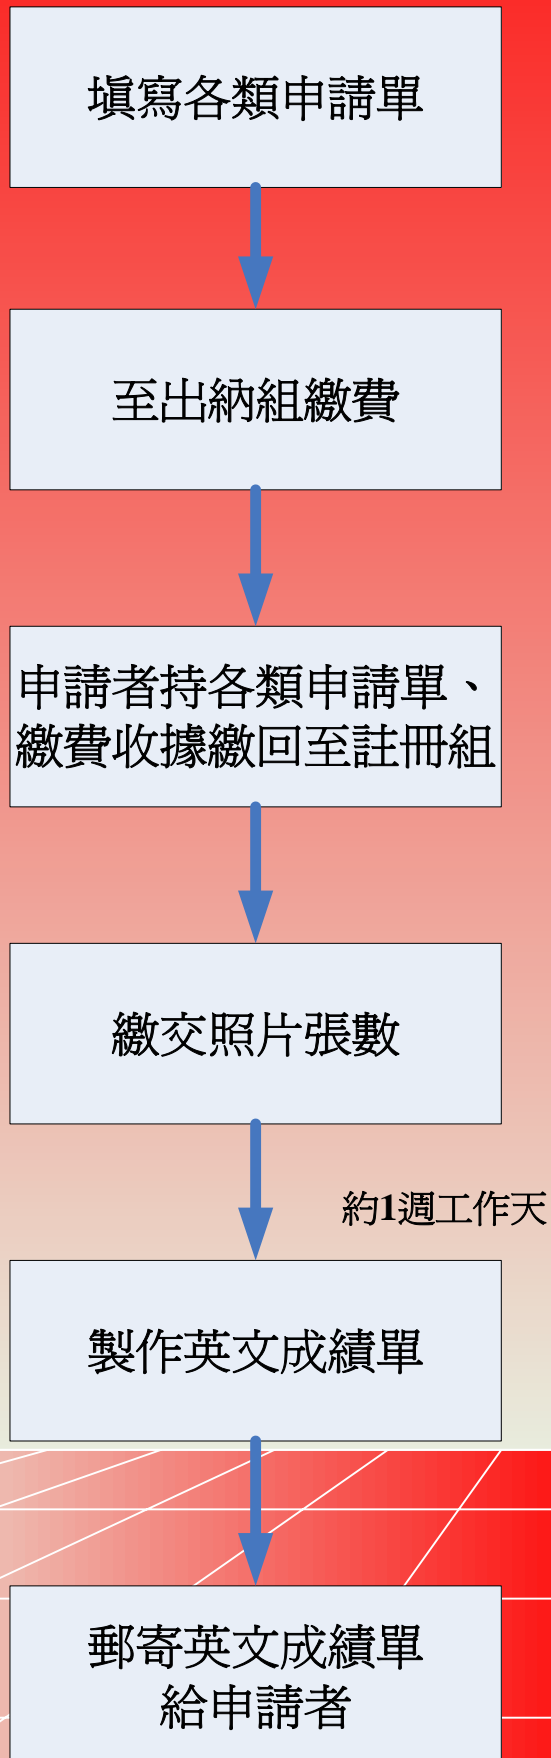 填寫各類申請單
至出納組繳費
申請者持各類申請單、
繳費收據繳回至註冊組
繳交照片張數
約1週工作天
製作英文成績單
郵寄英文成績單
給申請者